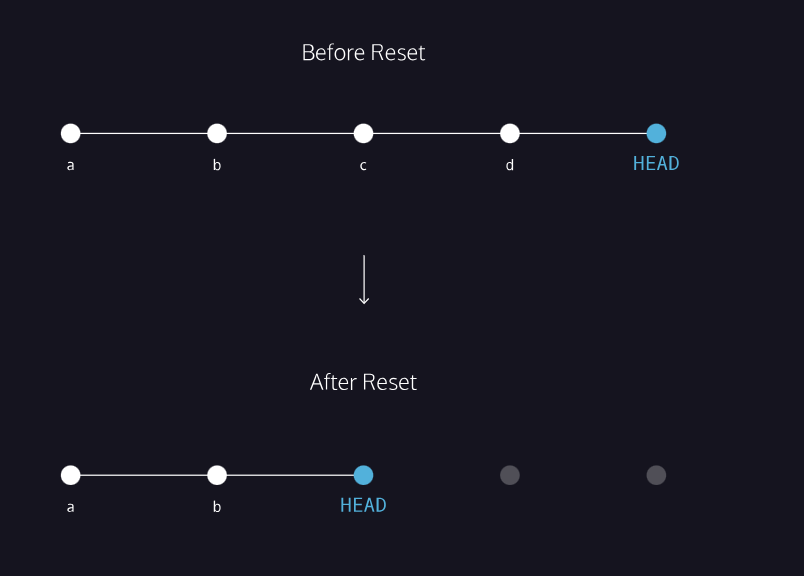 Before Reset
a b c d HEAD
After Reset
a b HEAD